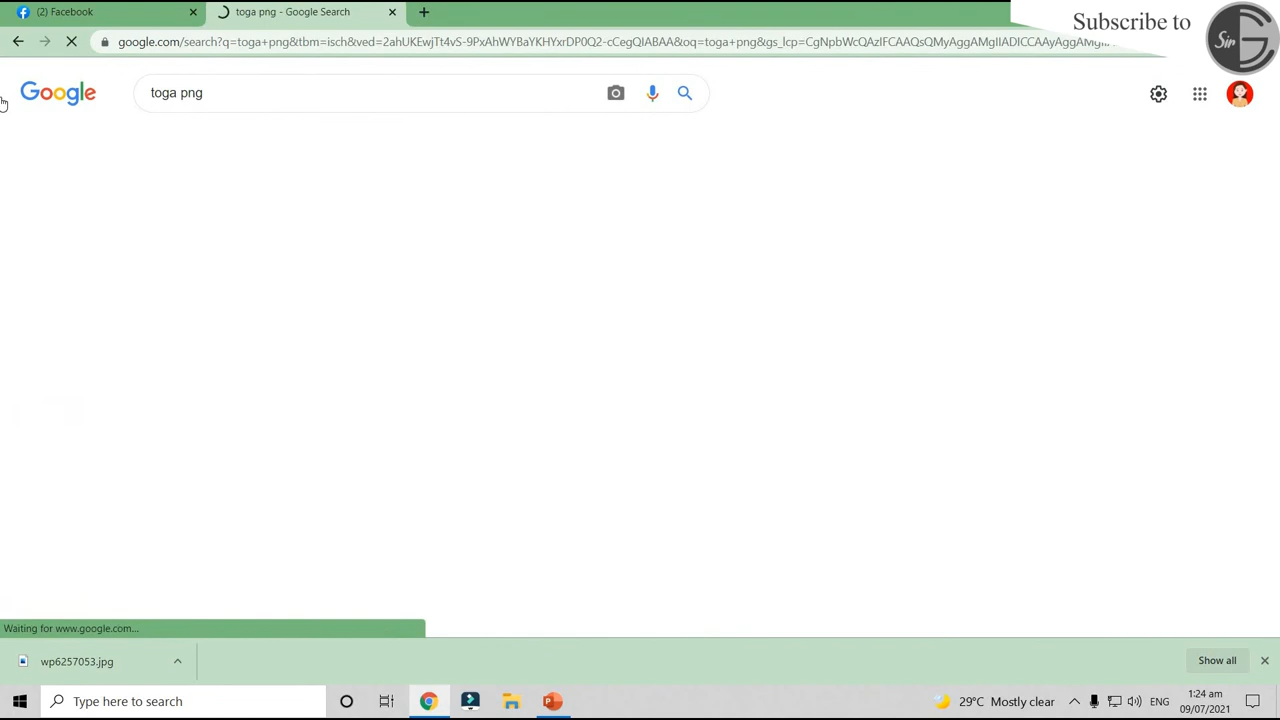 (2) Facebook
toga png - Google Search
Subscribe to
Sir G
google.com/search?q=toga+png&tbm=isch&ved=2ahUKEwjTt4vS-9PxAhWYBaYKHYxrDP0Q2-cCegQIABAA&oq=toga+png&gs_lcp=CgNpbWcQAzIFCAAQsQMyAggAMgIIADICCAAyAggAMgII
Google
toga png
Waiting for www.google.com...
wp6257053.jpg
Show all
Type here to search
29°C Mostly clear
ENG
1:24 am
09/07/2021